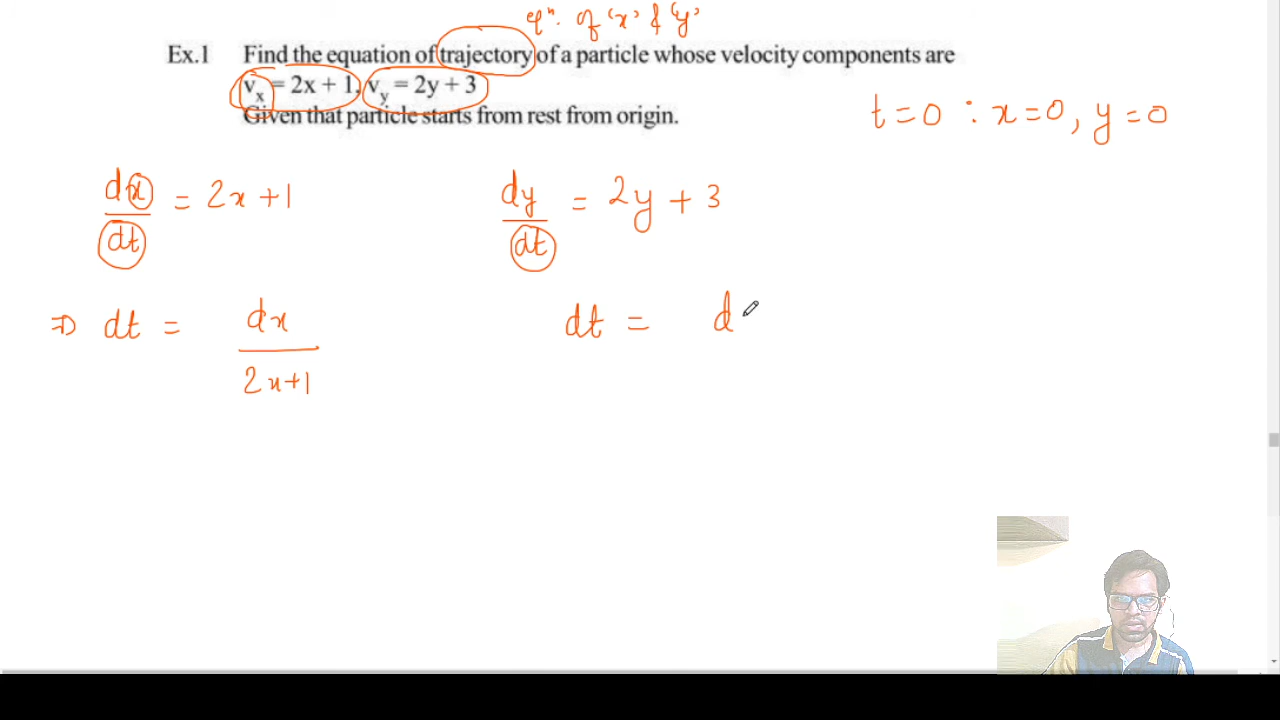 eqⁿ. of 'x' & 'y'
Ex.1 Find the equation of trajectory of a particle whose velocity components are
vₓ = 2x + 1, v_y = 2y + 3
Given that particle starts from rest from origin.
t=0 : x=0, y=0
dx/dt = 2x+1 dy/dt = 2y + 3
⇒ dt = dx/2x+1 dt = d